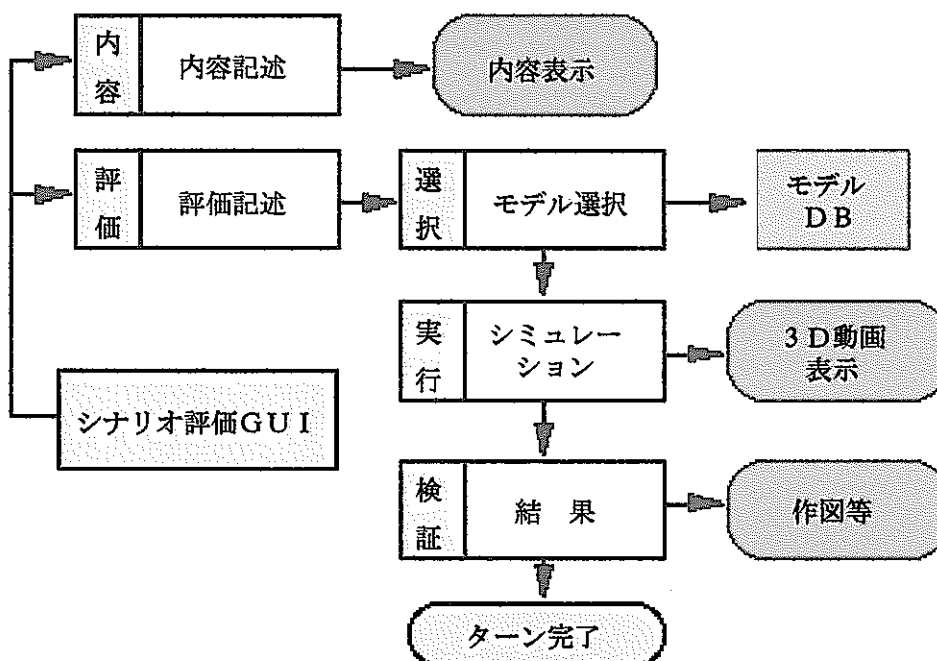 内容
内容記述
内容表示
評価
評価記述
選択
モデル選択
モデル
DB
実行
シミュレー
ション
3D動画
表示
シナリオ評価GUI
検証
結 果
作図等
ターン完了